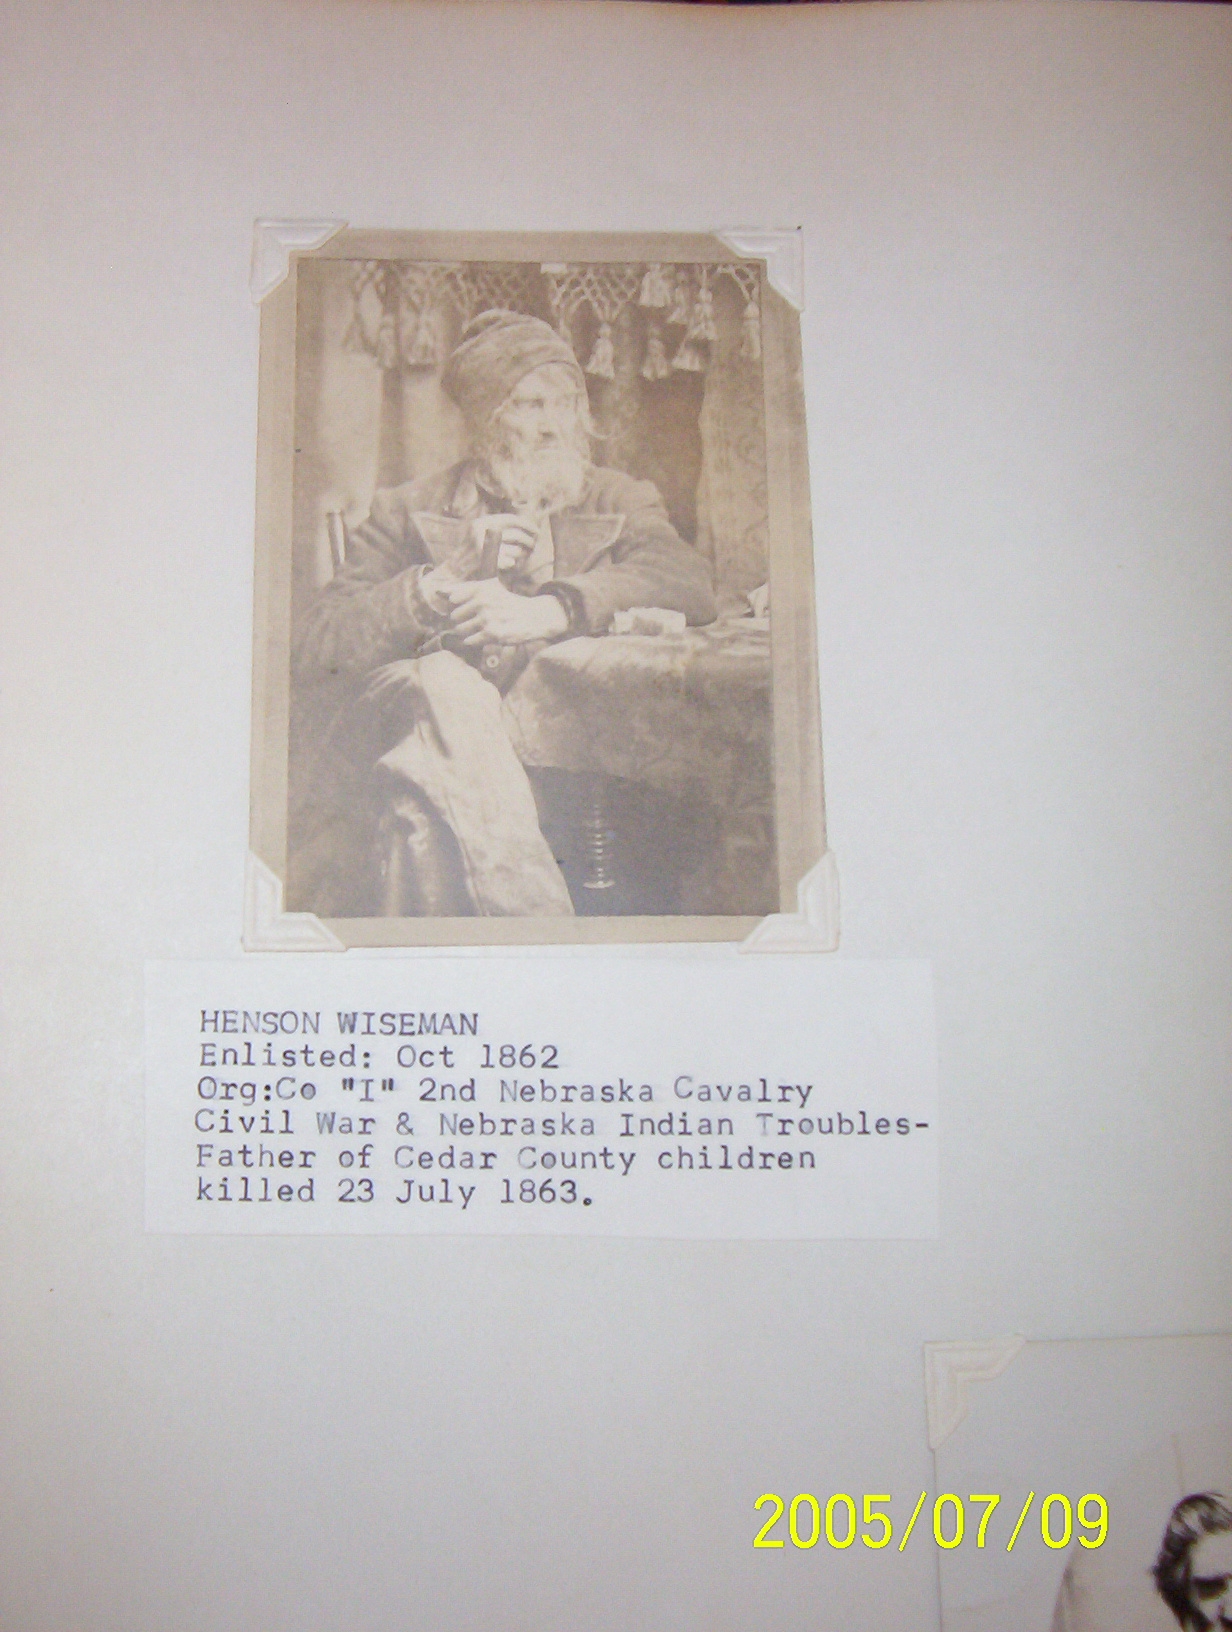 HENSON WISEMAN
Enlisted: Oct 1862
Org:Co "I" 2nd Nebraska Cavalry
Civil War & Nebraska Indian Troubles-
Father of Cedar County children
killed 23 July 1863.
2005/07/09